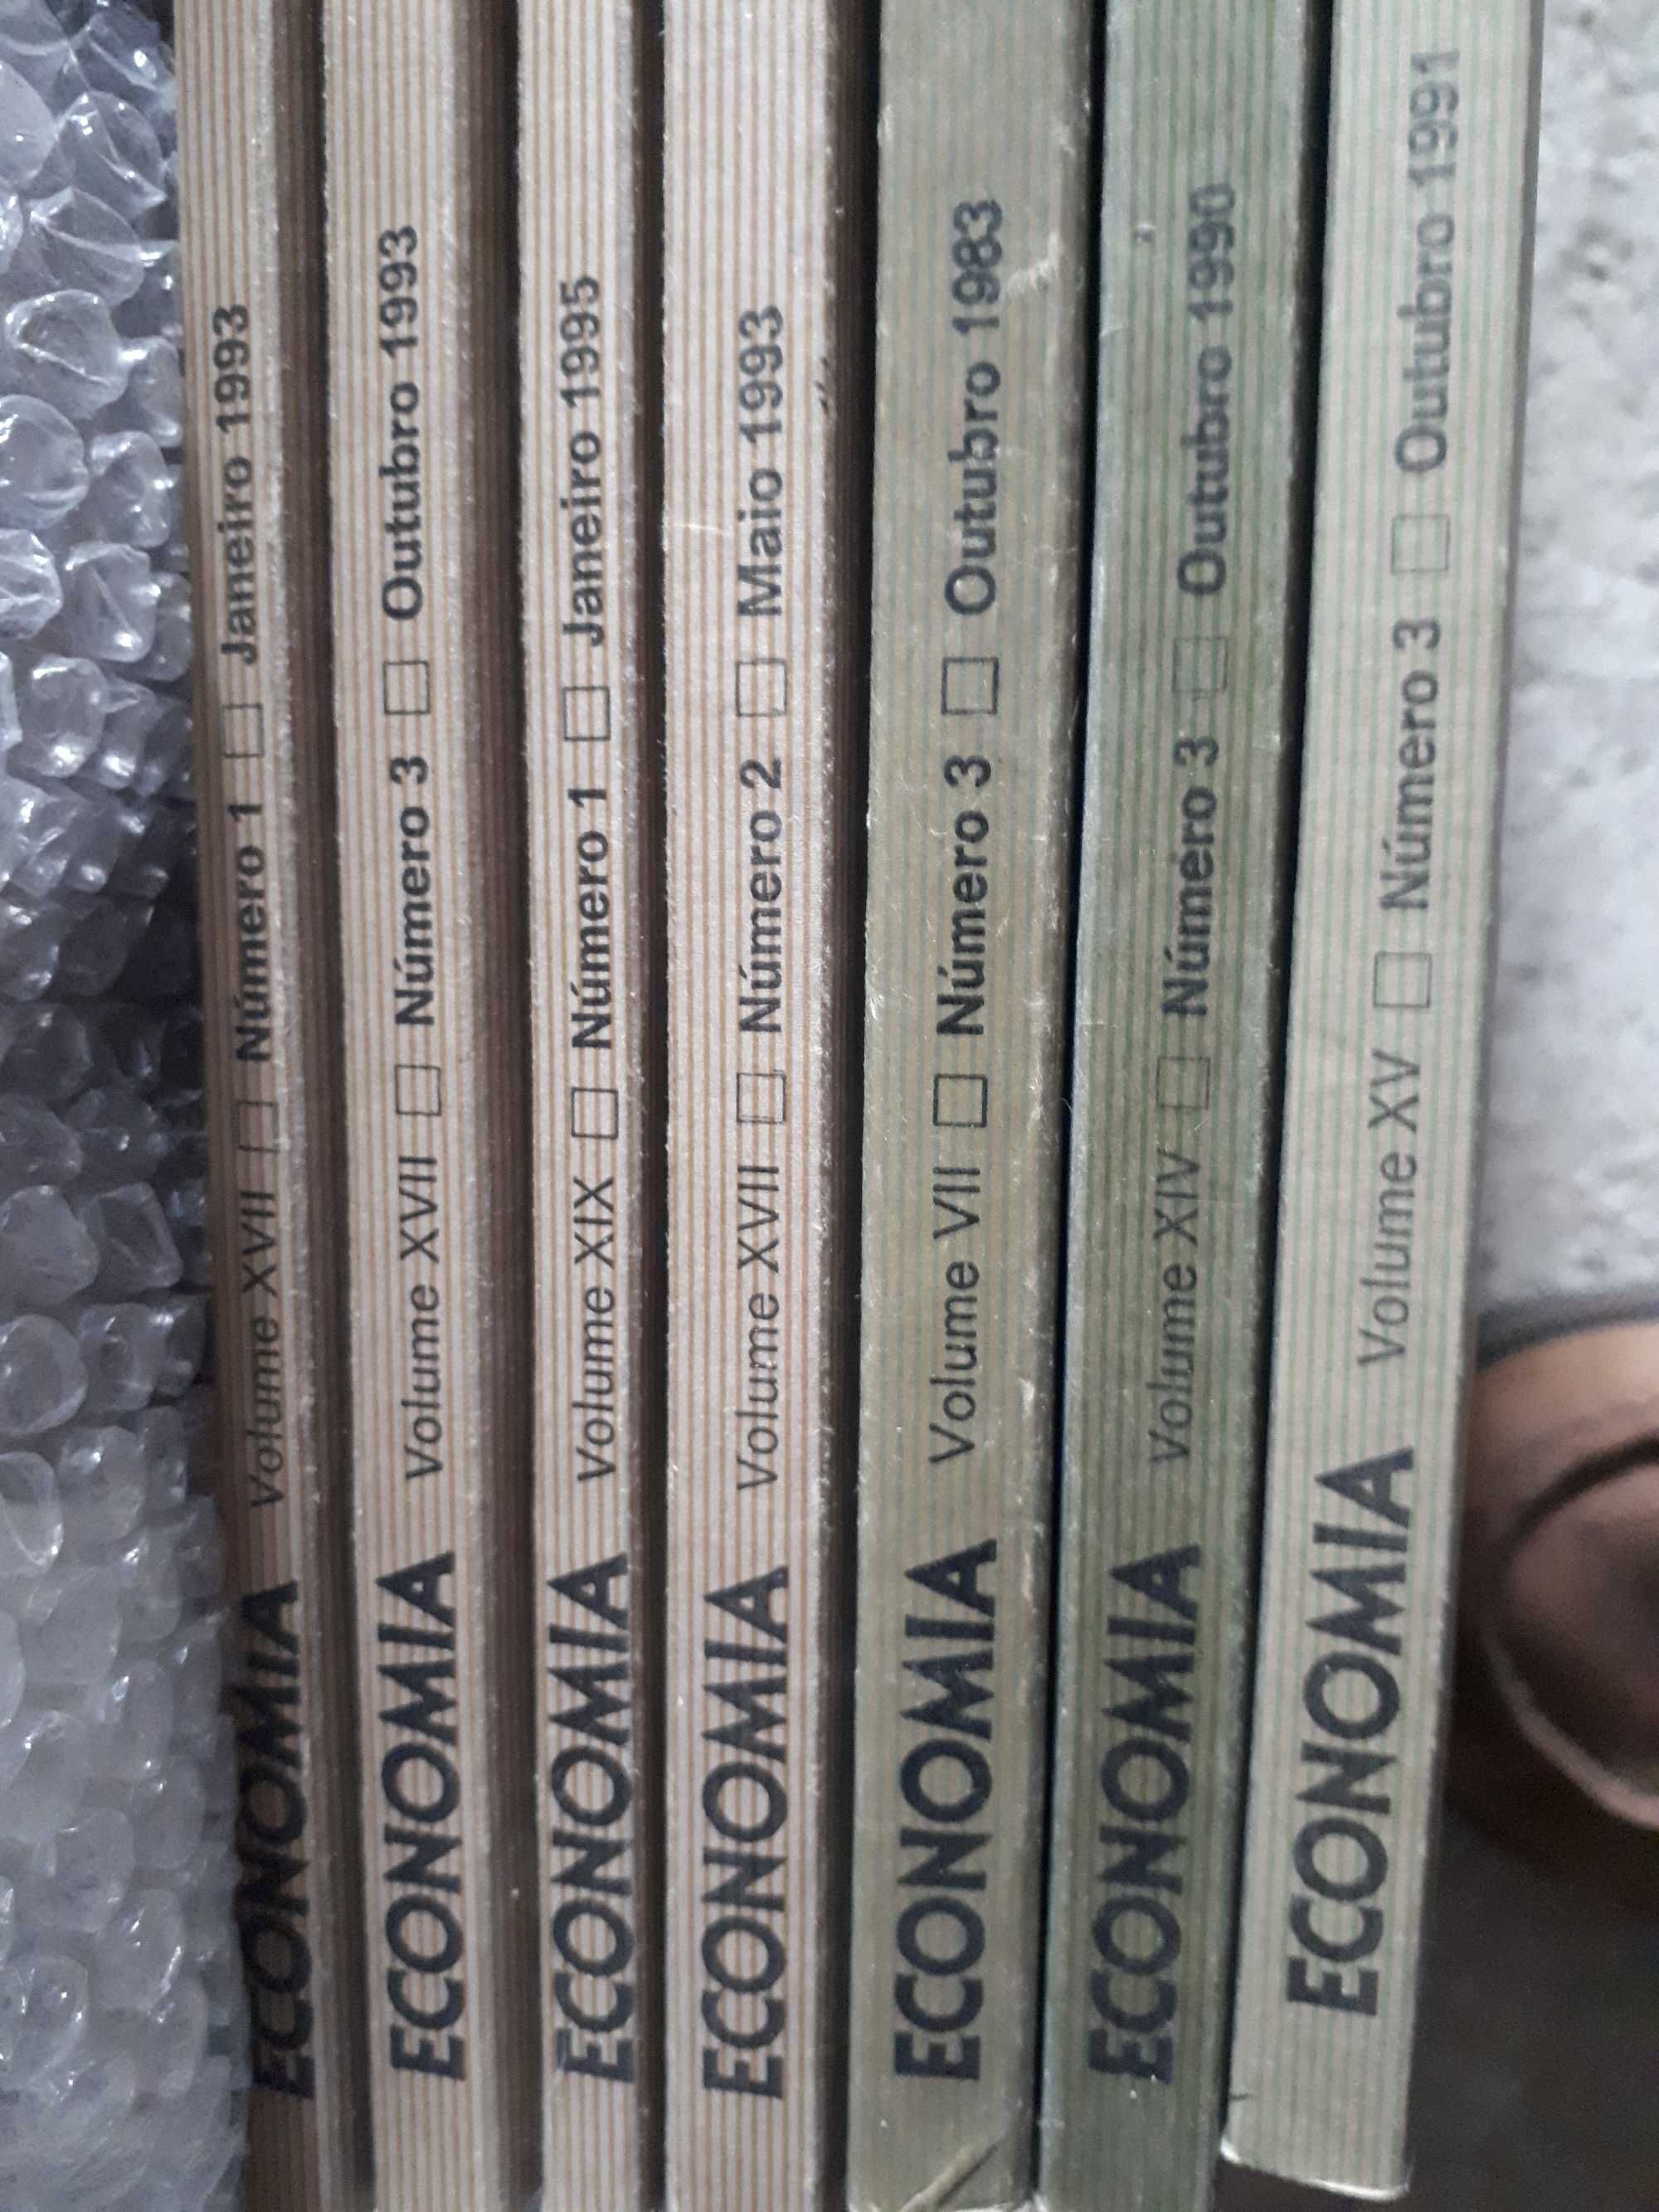 ECONOMIA Volume XVII □ Número 1 □ Janeiro 1993
ECONOMIA Volume XVII □ Número 3 □ Outubro 1993
ECONOMIA Volume XIX □ Número 1 □ Janeiro 1995
ECONOMIA Volume XVII □ Número 2 □ Maio 1993
ECONOMIA Volume VII □ Número 3 □ Outubro 1983
ECONOMIA Volume XIV □ Número 3 □ Outubro 1990
ECONOMIA Volume XV □ Número 3 □ Outubro 1991